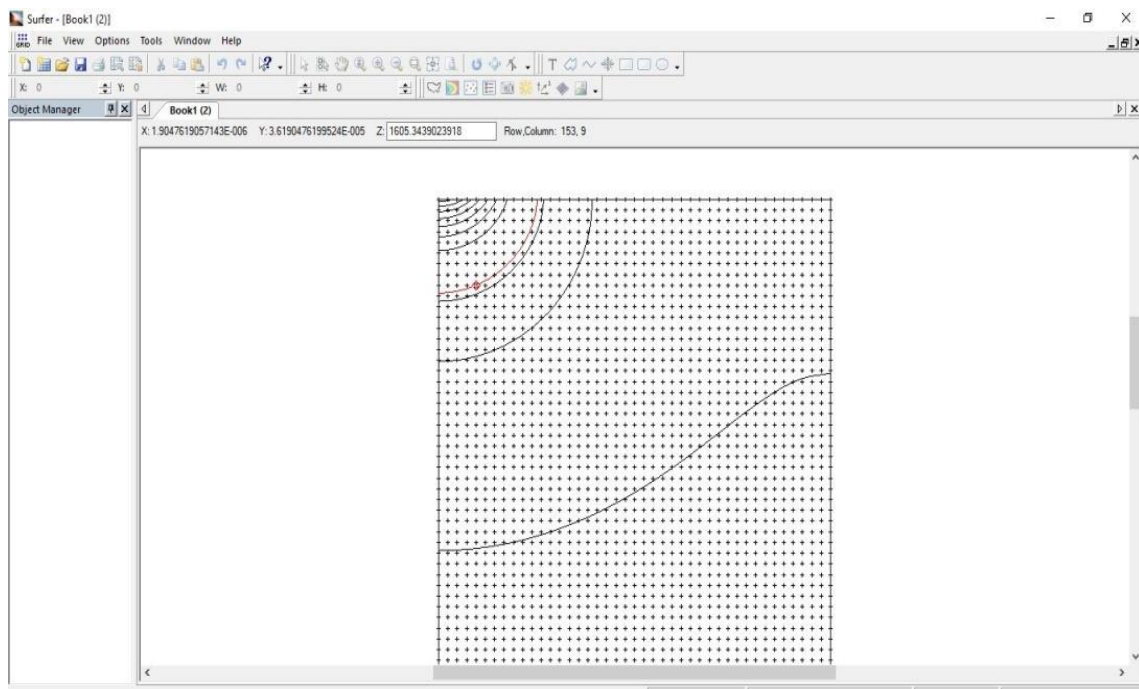 Surfer - [Book1 (2)]
GRID File View Options Tools Window Help
X: 0 Y: 0 W: 0 H: 0
Object Manager Book1 (2)
X: 1.9047619057143E-006 Y: 3.6190476199524E-005 Z: 1605.3439023918 Row,Column: 153, 9